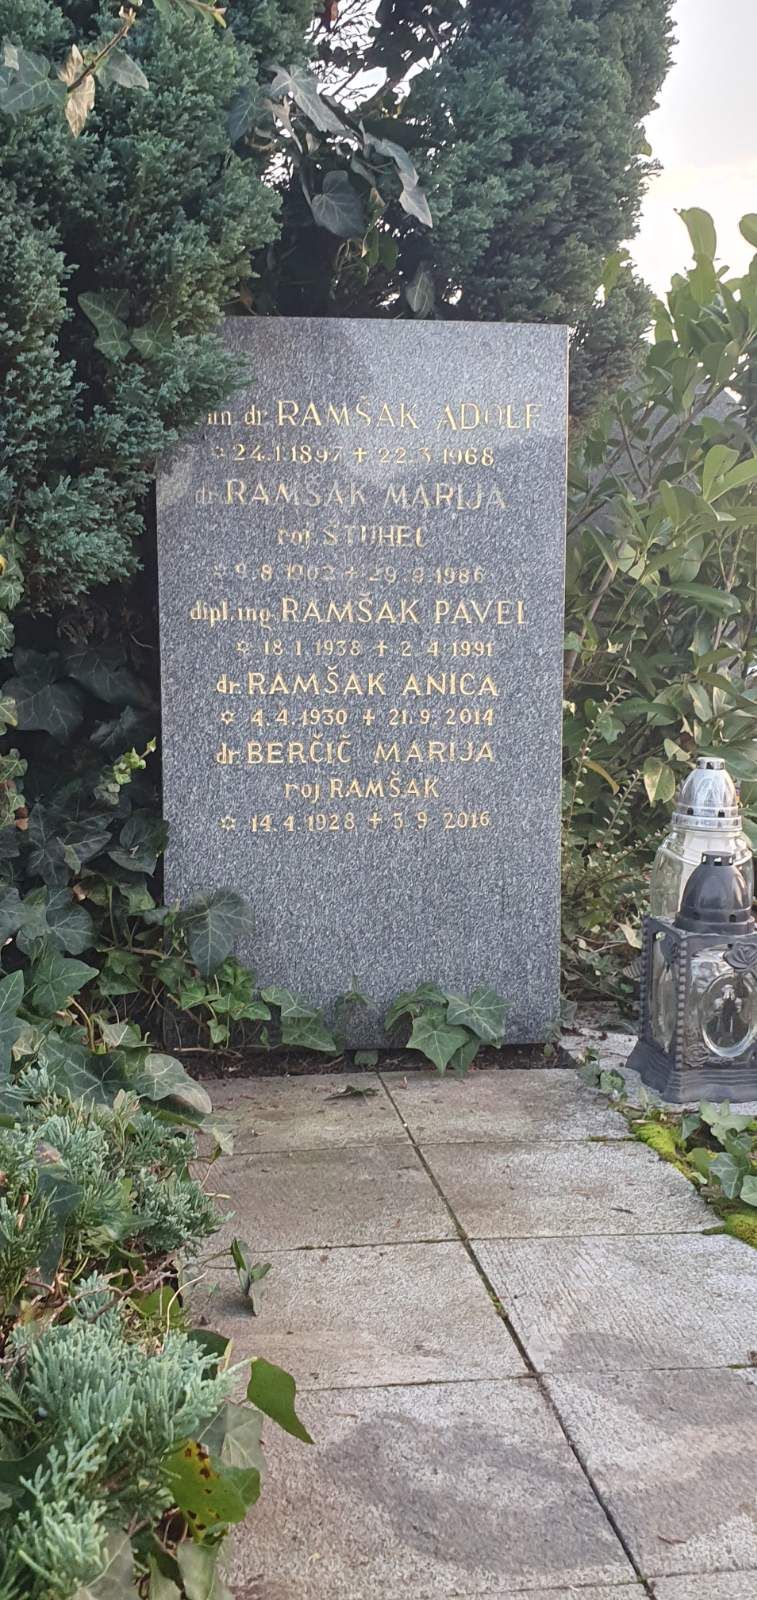 dr. RAMŠAK ADOLF
☆ 24.1.1897 + 22.3.1968
dr. RAMŠAK MARIJA
roj. ŠTUHEC
☆ 9.8.1902 + 29.9.1986
dipl.ing. RAMŠAK PAVEL
☆ 18.1.1938 + 2.4.1991
dr. RAMŠAK ANICA
☆ 4.4.1930 + 21.9.2014
dr. BERČIČ MARIJA
roj RAMŠAK
☆ 14.4.1928 + 3.9.2016